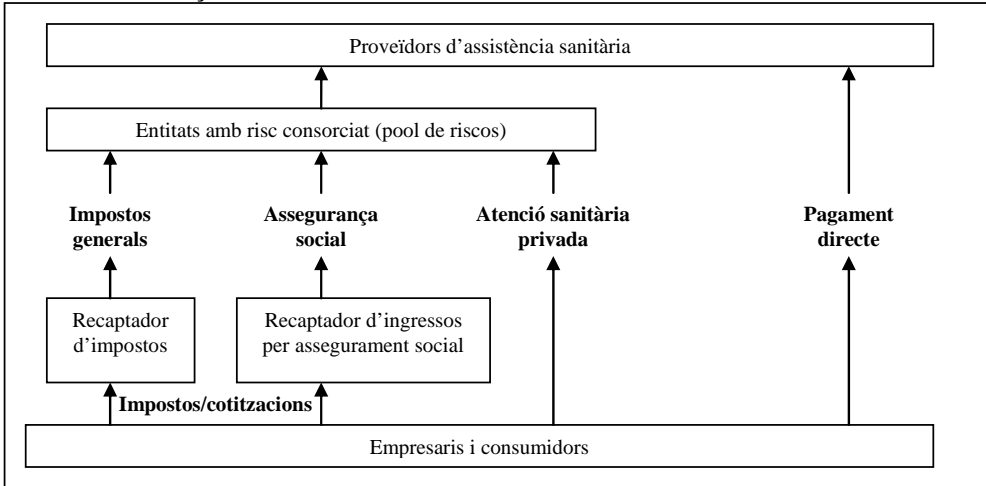 Proveïdors d'assistència sanitària
Entitats amb risc consorciat (pool de riscos)
Impostos
generals
Assegurança
social
Atenció sanitària
privada
Pagament
directe
Recaptador
d'impostos
Recaptador d'ingressos
per assegurament social
Impostos/cotitzacions
Empresaris i consumidors